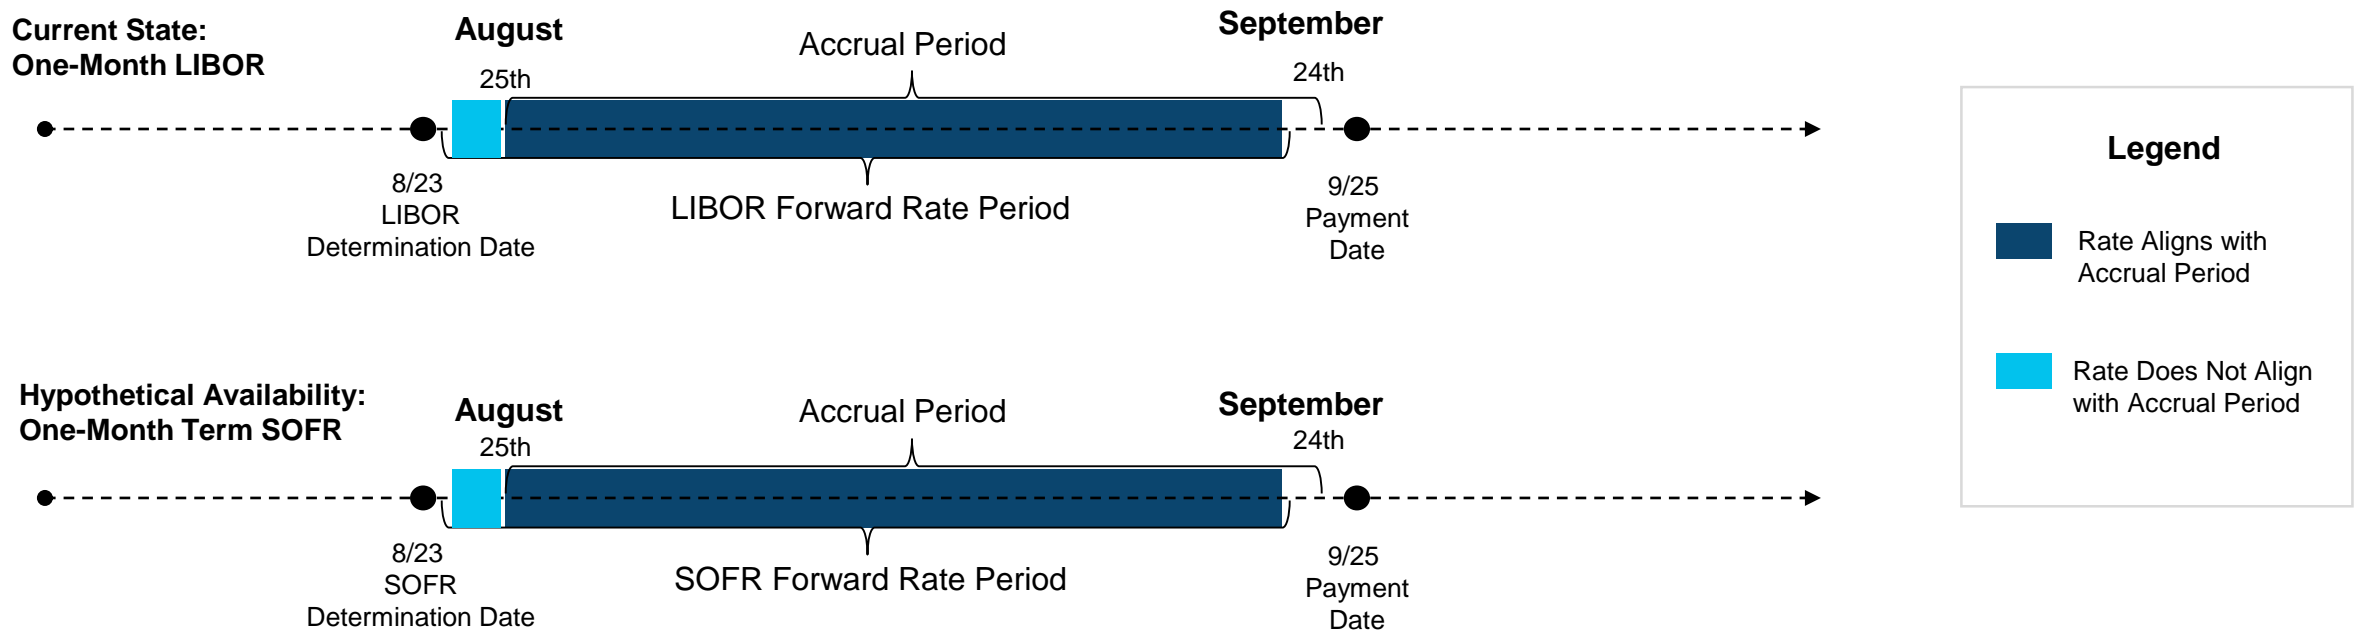 Current State:
One-Month LIBOR
August
Accrual Period
September
25th
24th
8/23
LIBOR
Determination Date
LIBOR Forward Rate Period
9/25
Payment
Date
Hypothetical Availability:
One-Month Term SOFR
August
Accrual Period
September
25th
24th
8/23
SOFR
Determination Date
SOFR Forward Rate Period
9/25
Payment
Date
Legend
Rate Aligns with
Accrual Period
Rate Does Not Align
with Accrual Period